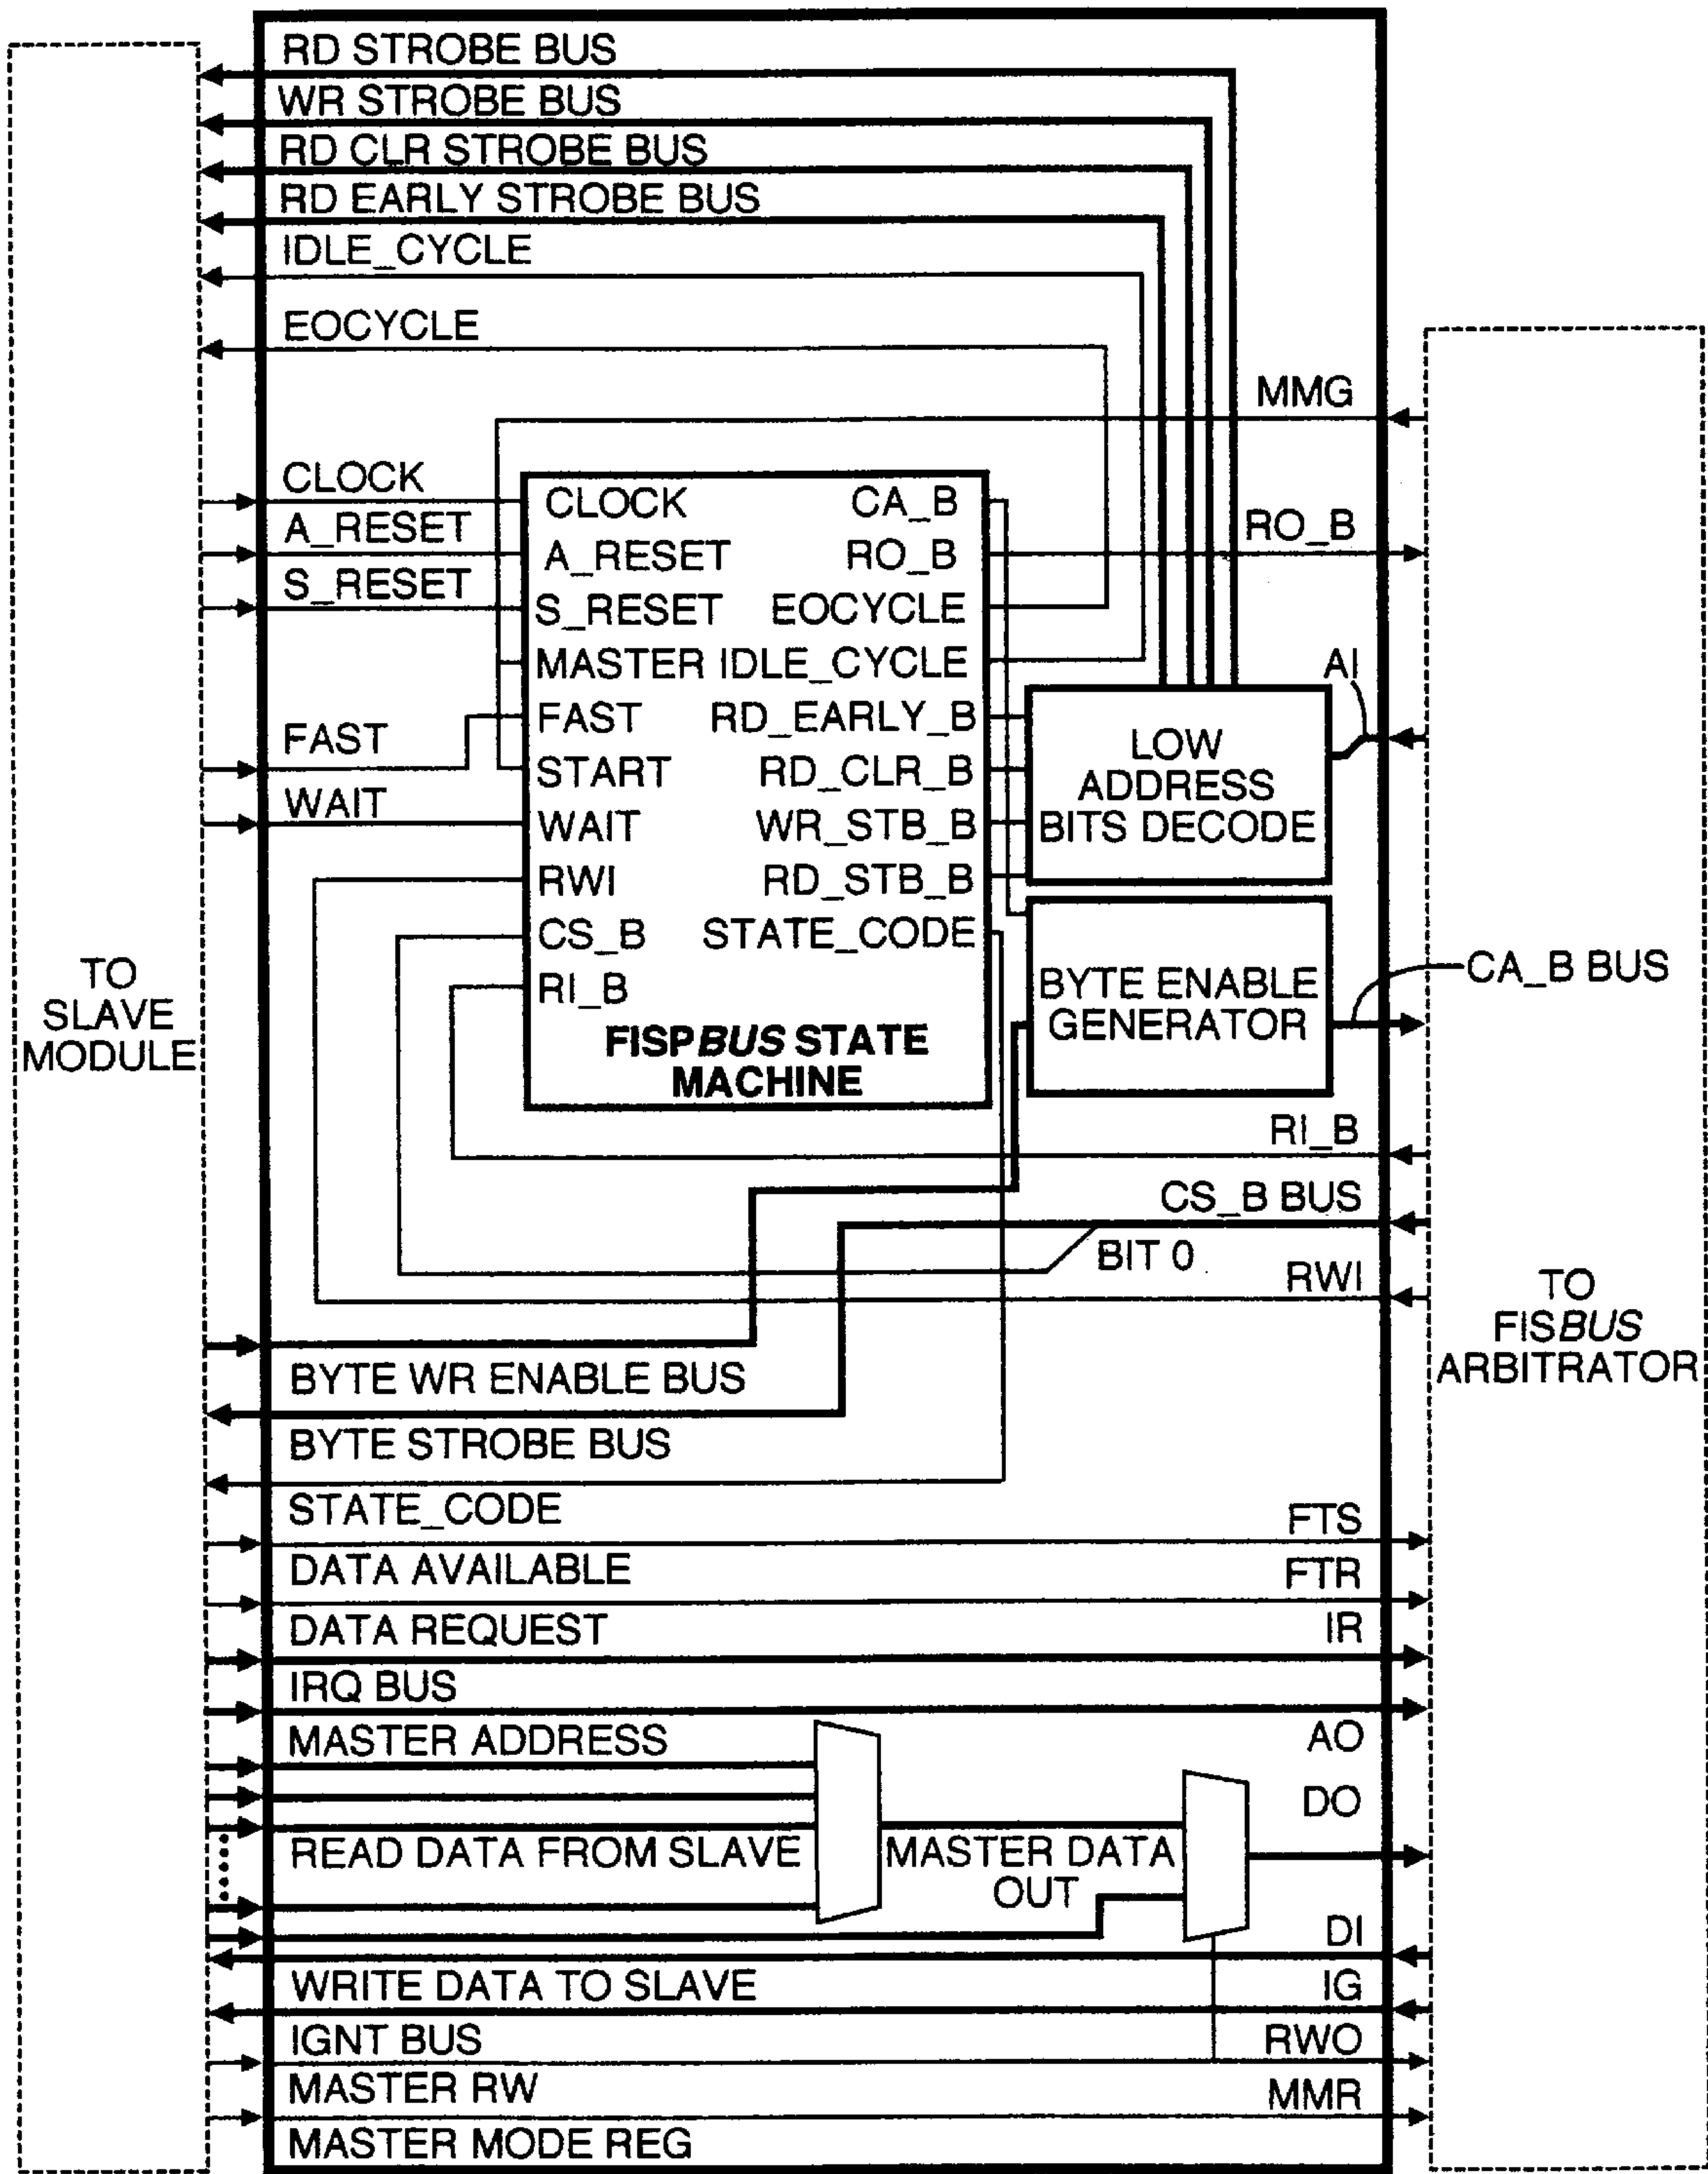 RD STROBE BUS
WR STROBE BUS
RD CLR STROBE BUS
RD EARLY STROBE BUS
IDLE_CYCLE
EOCYCLE
MMG
CLOCK
A_RESET
S_RESET
FAST
WAIT
CLOCK CA_B
A_RESET RO_B
S_RESET EOCYCLE
MASTER IDLE_CYCLE
FAST RD_EARLY_B
START RD_CLR_B
WAIT WR_STB_B
RWI RD_STB_B
CS_B STATE_CODE
RI_B
FISPBUS STATE
MACHINE
RO_B
AI
LOW
ADDRESS
BITS DECODE
BYTE ENABLE
GENERATOR
CA_B BUS
TO
SLAVE
MODULE
RI_B
CS_B BUS
BIT 0
RWI
TO
FISBUS
ARBITRATOR
BYTE WR ENABLE BUS
BYTE STROBE BUS
STATE_CODE
FTS
DATA AVAILABLE
FTR
DATA REQUEST
IR
IRQ BUS
MASTER ADDRESS
AO
DO
READ DATA FROM SLAVE
MASTER DATA
OUT
DI
WRITE DATA TO SLAVE
IG
IGNT BUS
RWO
MASTER RW
MMR
MASTER MODE REG